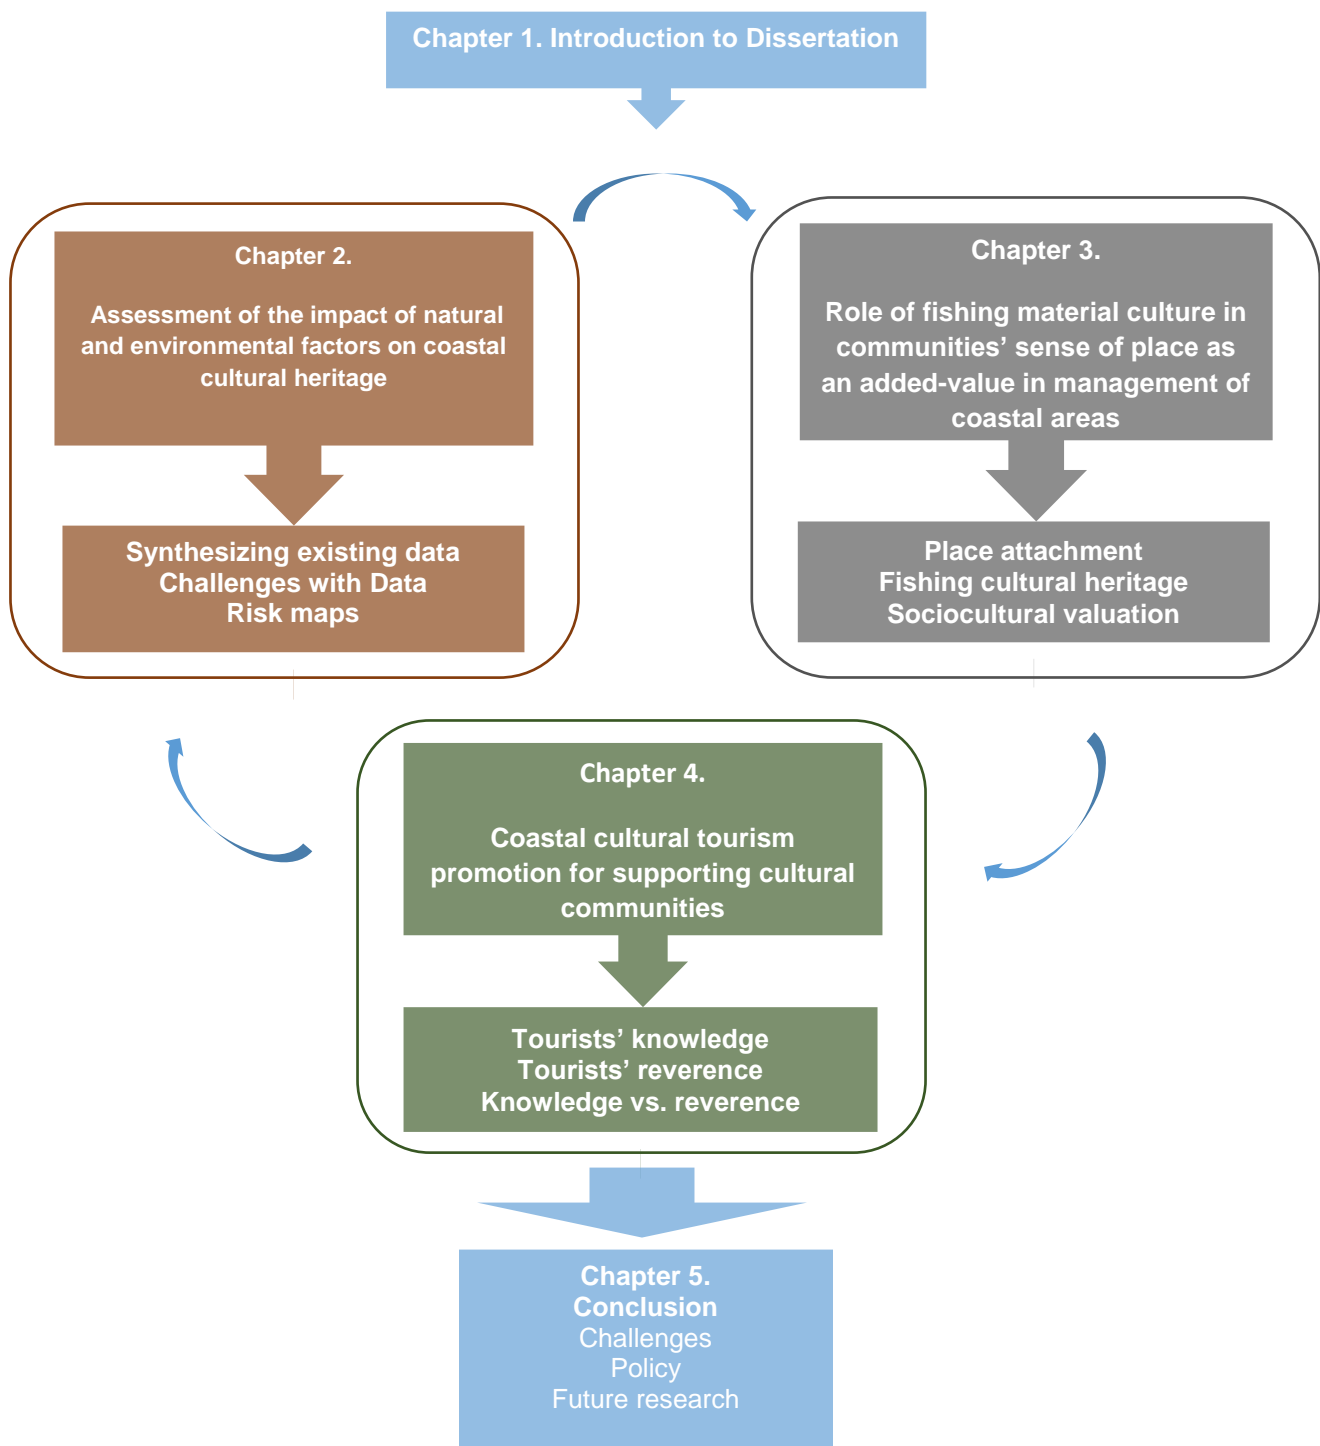 Chapter 1. Introduction to Dissertation
Chapter 2.
Assessment of the impact of natural
and environmental factors on coastal
cultural heritage
Synthesizing existing data
Challenges with Data
Risk maps
Chapter 3.
Role of fishing material culture in
communities’ sense of place as
an added-value in management of
coastal areas
Place attachment
Fishing cultural heritage
Sociocultural valuation
Chapter 4.
Coastal cultural tourism
promotion for supporting cultural
communities
Tourists’ knowledge
Tourists’ reverence
Knowledge vs. reverence
Chapter 5.
Conclusion
Challenges
Policy
Future research